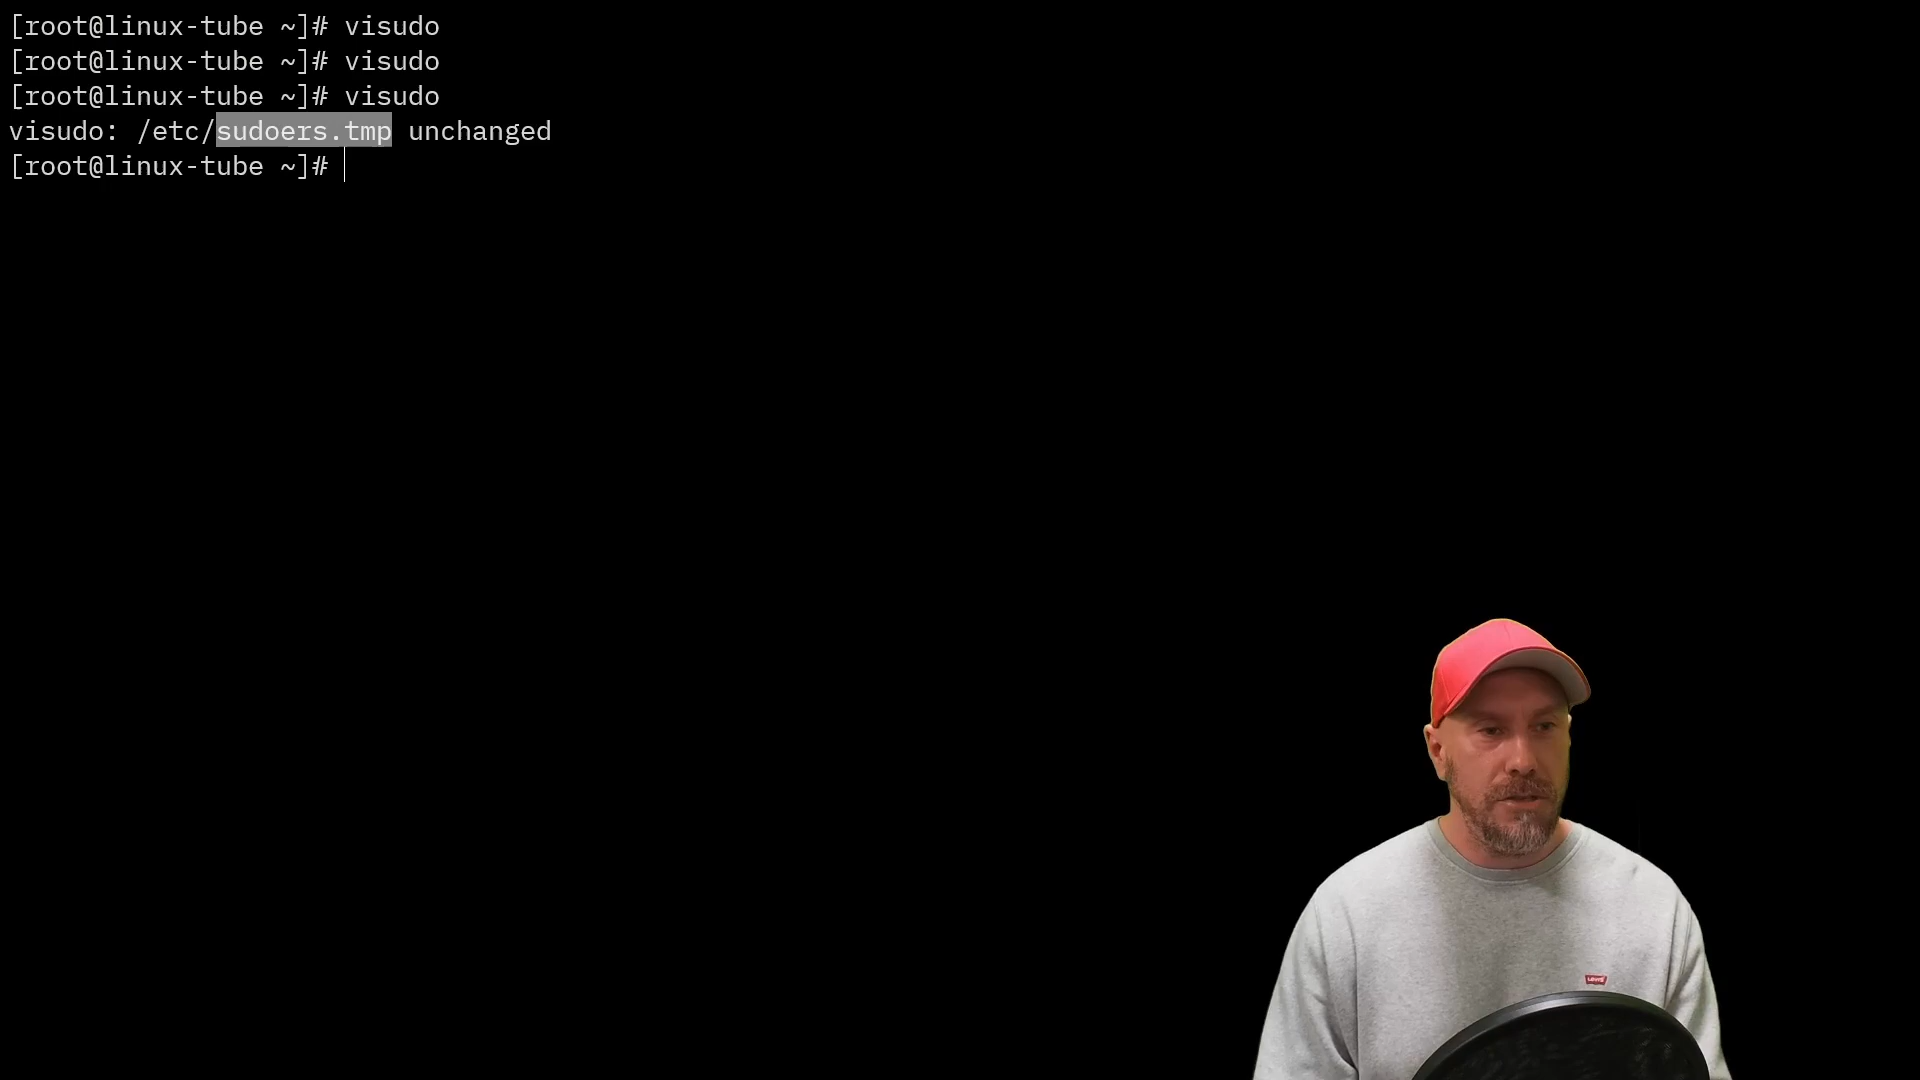 [root@linux-tube ~]# visudo
[root@linux-tube ~]# visudo
[root@linux-tube ~]# visudo
visudo: /etc/sudoers.tmp unchanged
[root@linux-tube ~]#